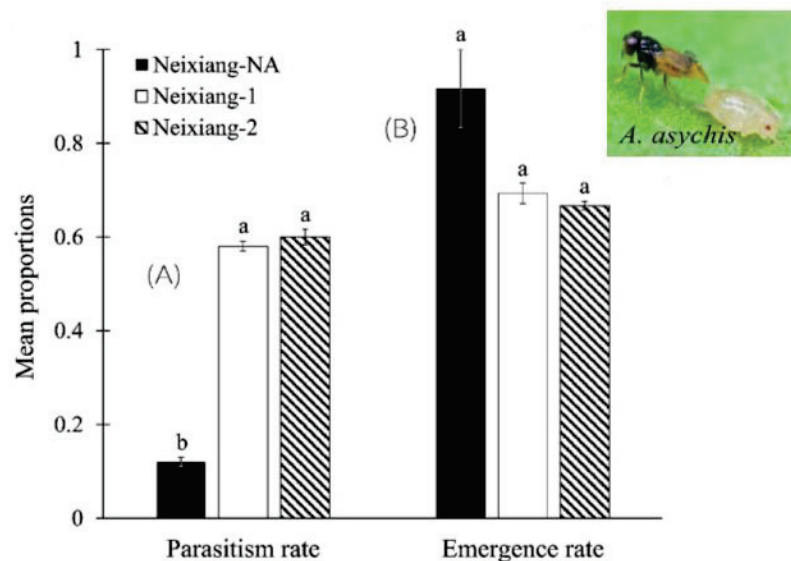 Mean proportions
1
0.8
0.6
0.4
0.2
0
Neixiang-NA
Neixiang-1
Neixiang-2
(A)
b
a
a
Parasitism rate
(B)
a
a
a
Emergence rate
A. asychis